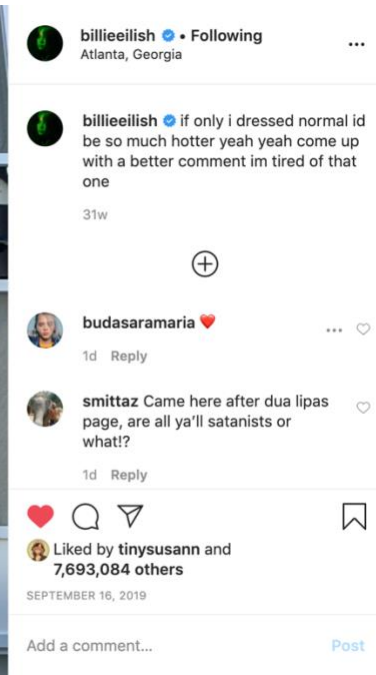 billieeilish • Following
Atlanta, Georgia
billieeilish if only i dressed normal id
be so much hotter yeah yeah come up
with a better comment im tired of that
one
31w
budasaramaria ❤️
1d Reply
smittaz Came here after dua lipas
page, are all ya'll satanists or
what!?
1d Reply
Liked by tinysusann and
7,693,084 others
SEPTEMBER 16, 2019
Add a comment... Post